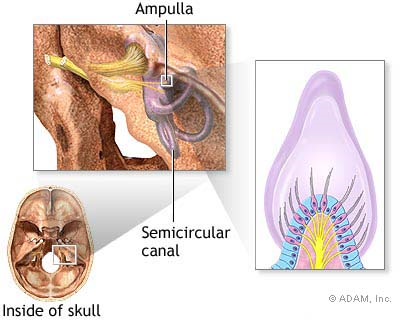 Ampulla
Semicircular
canal
Inside of skull
© ADAM, Inc.